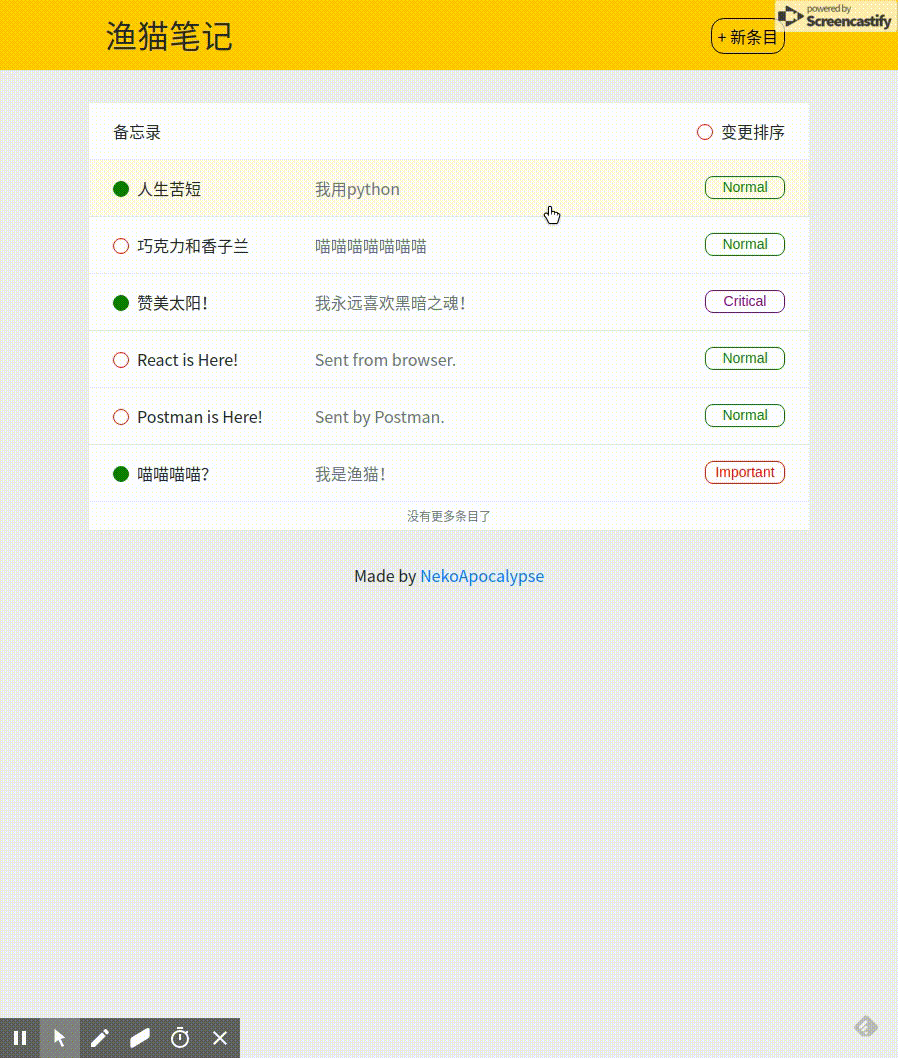 渔猫笔记
+ 新条目
powered by
Screencastify
备忘录
变更排序
人生苦短 我用python Normal
巧克力和香子兰 喵喵喵喵喵喵喵 Normal
赞美太阳！ 我永远喜欢黑暗之魂！ Critical
React is Here! Sent from browser. Normal
Postman is Here! Sent by Postman. Normal
喵喵喵喵？ 我是渔猫！ Important
没有更多条目了
Made by NekoApocalypse